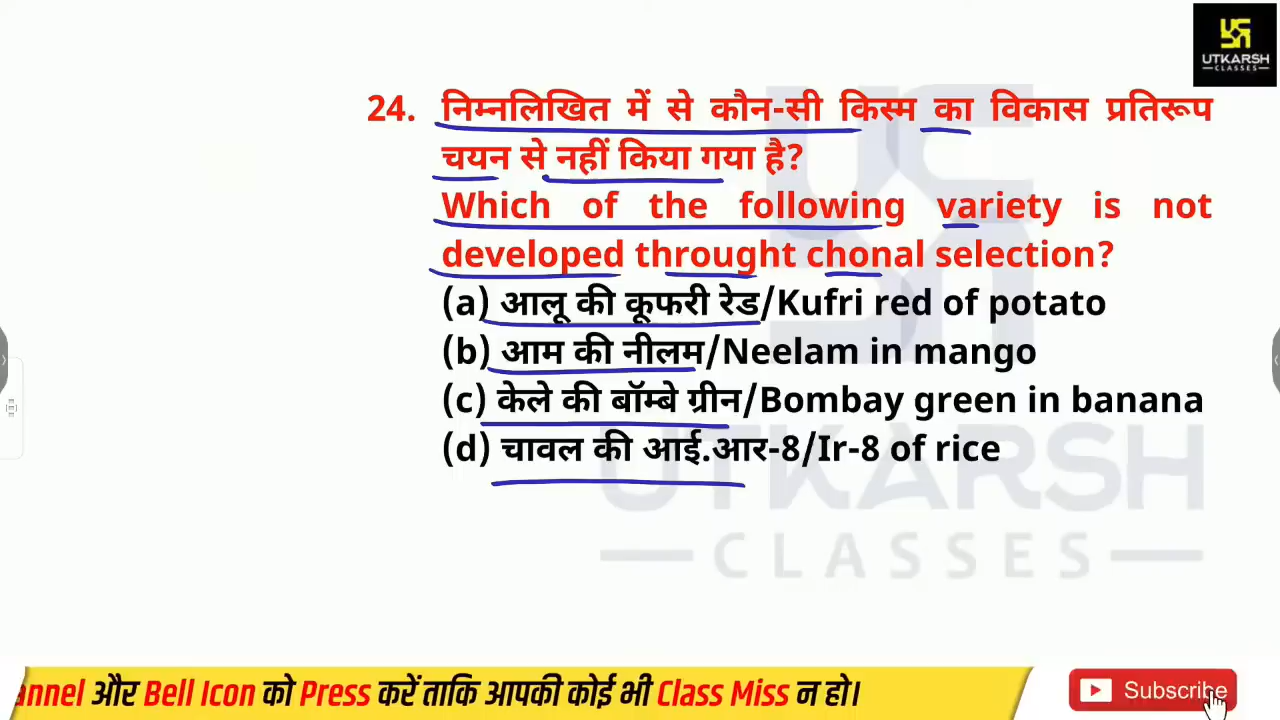 UTKARSH
CLASSES
24. निम्नलिखित में से कौन-सी किस्म का विकास प्रतिरूप
चयन से नहीं किया गया है?
Which of the following variety is not
developed throught chonal selection?
(a) आलू की कूफरी रेड/Kufri red of potato
(b) आम की नीलम/Neelam in mango
(c) केले की बॉम्बे ग्रीन/Bombay green in banana
(d) चावल की आई.आर-8/Ir-8 of rice
UTKARSH
CLASSES
annel और Bell Icon को Press करें ताकि आपकी कोई भी Class Miss न हो।
Subscribe